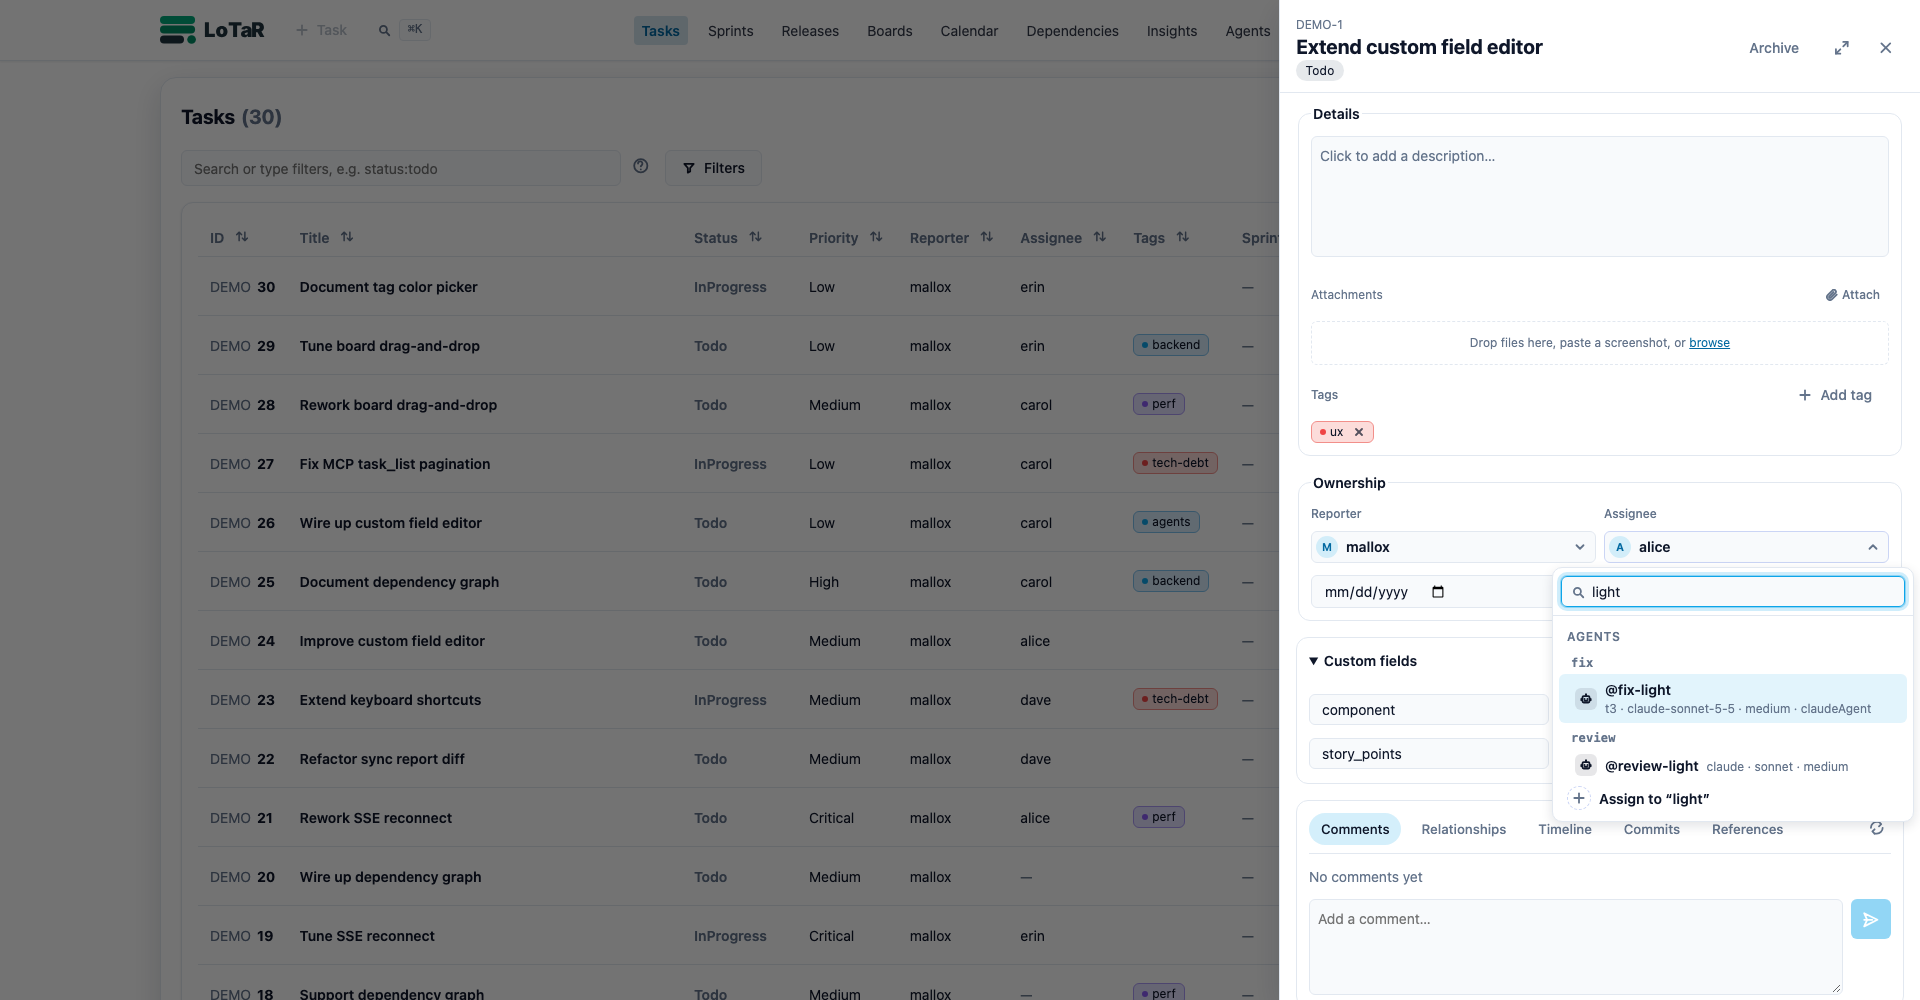 LoTaR
+ Task
⌘K
Tasks
Sprints
Releases
Boards
Calendar
Dependencies
Insights
Agents
Tasks (30)
Search or type filters, e.g. status:todo
Filters
ID Title Status Priority Reporter Assignee Tags Sprin
DEMO 30 Document tag color picker InProgress Low mallox erin —
DEMO 29 Tune board drag-and-drop Todo Low mallox erin backend —
DEMO 28 Rework board drag-and-drop Todo Medium mallox carol perf —
DEMO 27 Fix MCP task_list pagination InProgress Low mallox carol tech-debt —
DEMO 26 Wire up custom field editor Todo Low mallox carol agents —
DEMO 25 Document dependency graph Todo High mallox carol backend —
DEMO 24 Improve custom field editor Todo Medium mallox alice —
DEMO 23 Extend keyboard shortcuts InProgress Medium mallox dave tech-debt —
DEMO 22 Refactor sync report diff Todo Medium mallox dave —
DEMO 21 Rework SSE reconnect Todo Critical mallox alice perf —
DEMO 20 Wire up dependency graph Todo Medium mallox — —
DEMO 19 Tune SSE reconnect InProgress Critical mallox erin —
DEMO 18 Support dependency graph Todo Medium mallox — perf —
DEMO-1
Extend custom field editor
Todo
Archive
Details
Click to add a description...
Attachments
Attach
Drop files here, paste a screenshot, or browse
Tags
+ Add tag
ux
Ownership
Reporter
Assignee
M mallox
A alice
mm/dd/yyyy
light
AGENTS
fix
@fix-light
t3 · claude-sonnet-5-5 · medium · claudeAgent
review
@review-light claude · sonnet · medium
+ Assign to “light”
Custom fields
component
story_points
Comments
Relationships
Timeline
Commits
References
No comments yet
Add a comment...